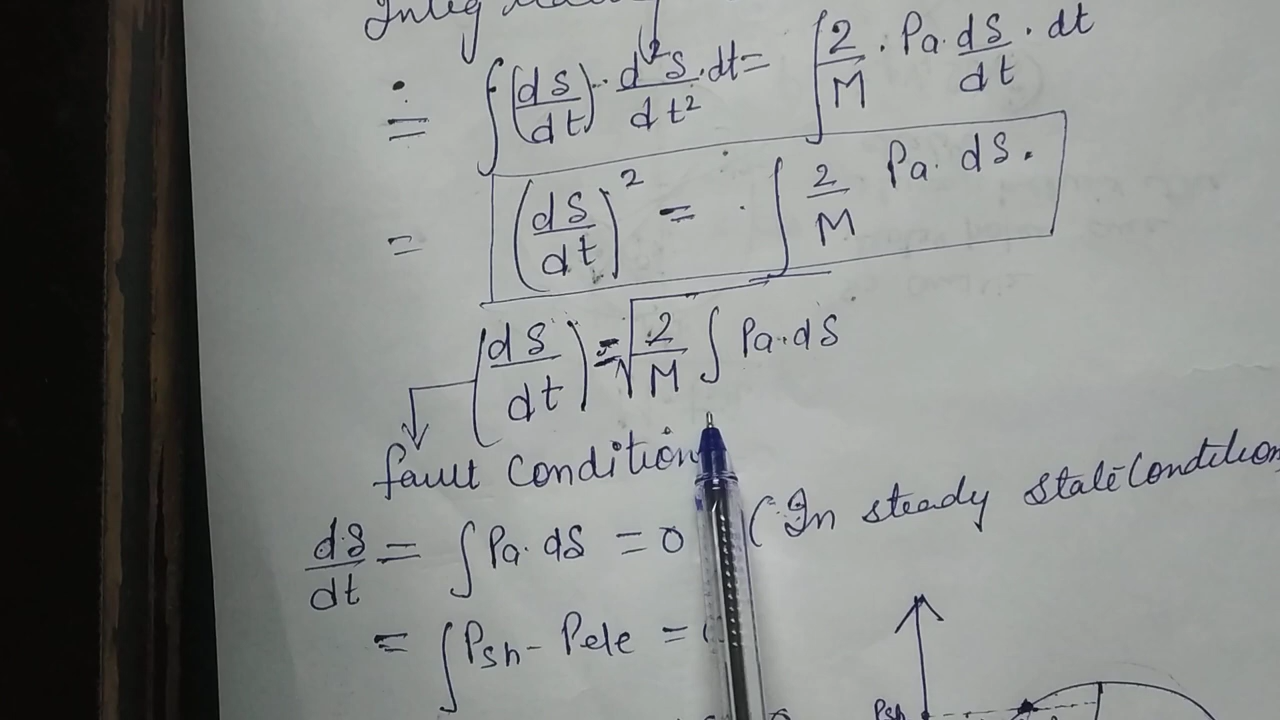 ∫(dδ/dt) · d²δ/dt² · dt = ∫ 2/M · Pa · dδ/dt · dt
= (dδ/dt)² = ∫ 2/M Pa · dδ.
(dδ/dt) = √(2/M ∫ Pa · dδ
fault condition
dδ/dt = ∫ Pa · dδ = 0 (In steady state condition
= ∫ Psh - Pele =
Psh